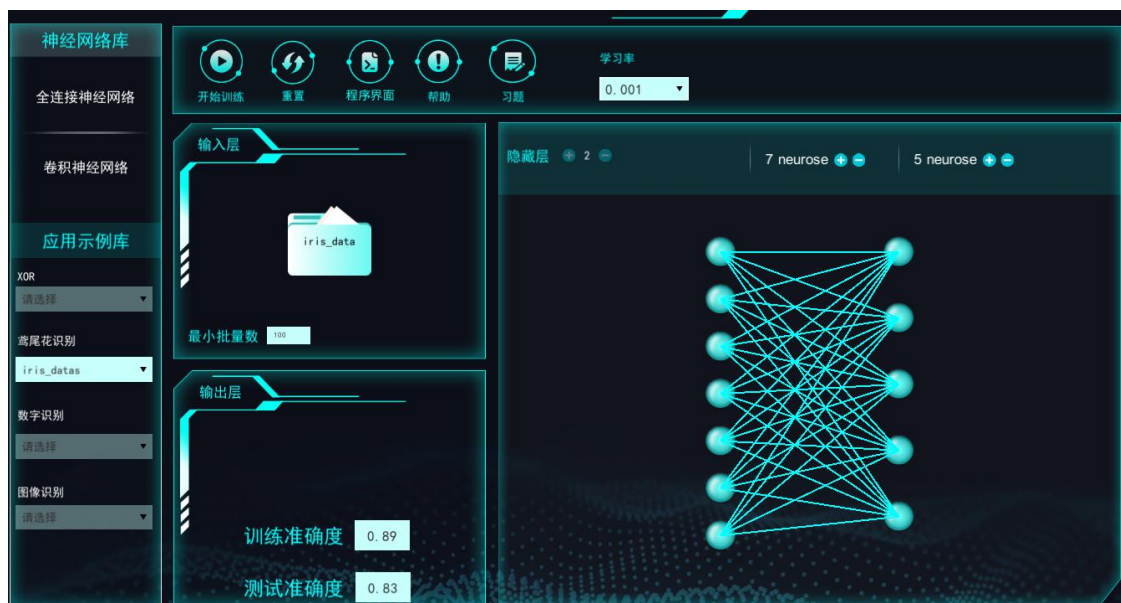 神经网络库
全连接神经网络
卷积神经网络
应用示例库
XOR
请选择
鸢尾花识别
iris_datas
数字识别
请选择
图像识别
请选择
开始训练
重置
程序界面
帮助
习题
学习率
0.001
输入层
iris_data
最小批量数 100
输出层
训练准确度 0.89
测试准确度 0.83
隐藏层 2
7 neurose
5 neurose